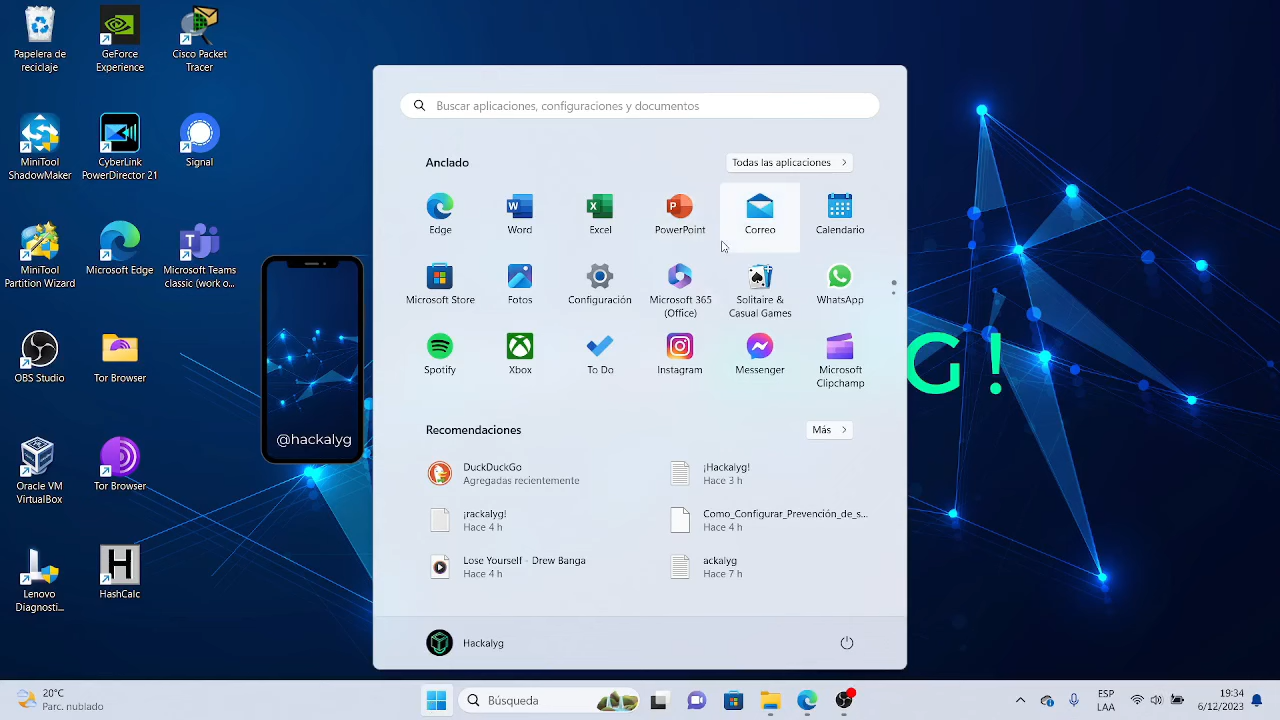 Papelera de
reciclaje
GeForce
Experience
Cisco Packet
Tracer
MiniTool
ShadowMaker
CyberLink
PowerDirector 21
Signal
MiniTool
Partition Wizard
Microsoft Edge
Microsoft Teams
classic (work o...
OBS Studio
Tor Browser
Oracle VM
VirtualBox
Tor Browser
Lenovo
Diagnosti...
H
HashCalc
@hackalyg
G!
Buscar aplicaciones, configuraciones y documentos
Anclado
Todas las aplicaciones
Edge
Word
Excel
PowerPoint
Correo
Calendario
Microsoft Store
Fotos
Configuración
Microsoft 365
(Office)
Solitaire &
Casual Games
WhatsApp
Spotify
Xbox
To Do
Instagram
Messenger
Microsoft
Clipchamp
Recomendaciones
Más
DuckDuckGo
Agregadas recientemente
¡Hackalyg!
Hace 3 h
¡rackalyg!
Hace 4 h
Como_Configurar_Prevención_de_s...
Hace 4 h
Lose Yourself - Drew Banga
Hace 4 h
ackalyg
Hace 7 h
Hackalyg
20°C
Parc. nublado
Búsqueda
ESP
LAA
19:34
6/12/2023